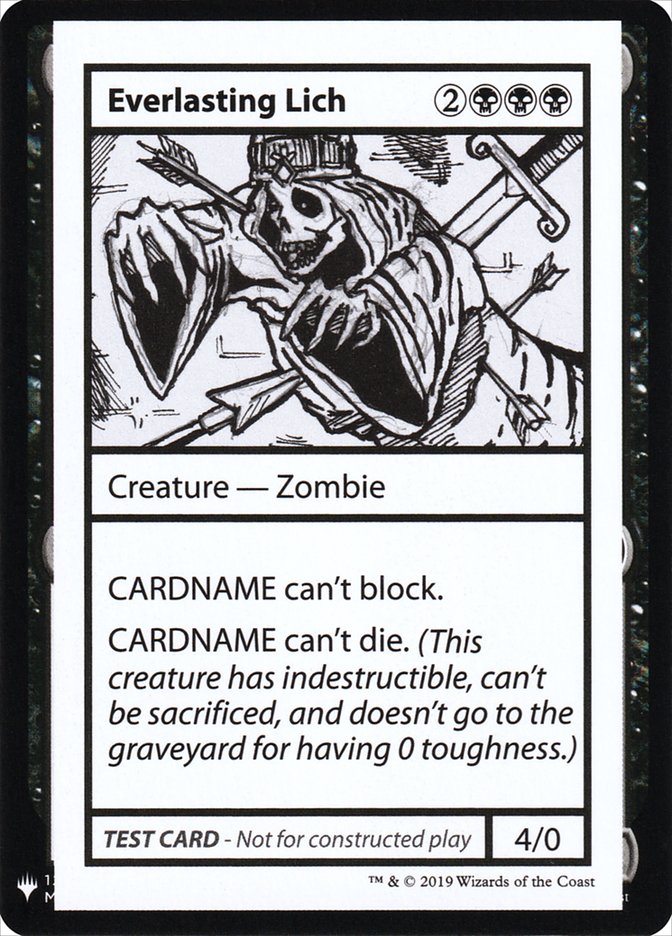 Everlasting Lich 2
Creature — Zombie
CARDNAME can't block.
CARDNAME can't die. (This
creature has indestructible, can't
be sacrificed, and doesn't go to the
graveyard for having 0 toughness.)
TEST CARD - Not for constructed play 4/0
™ & © 2019 Wizards of the Coast